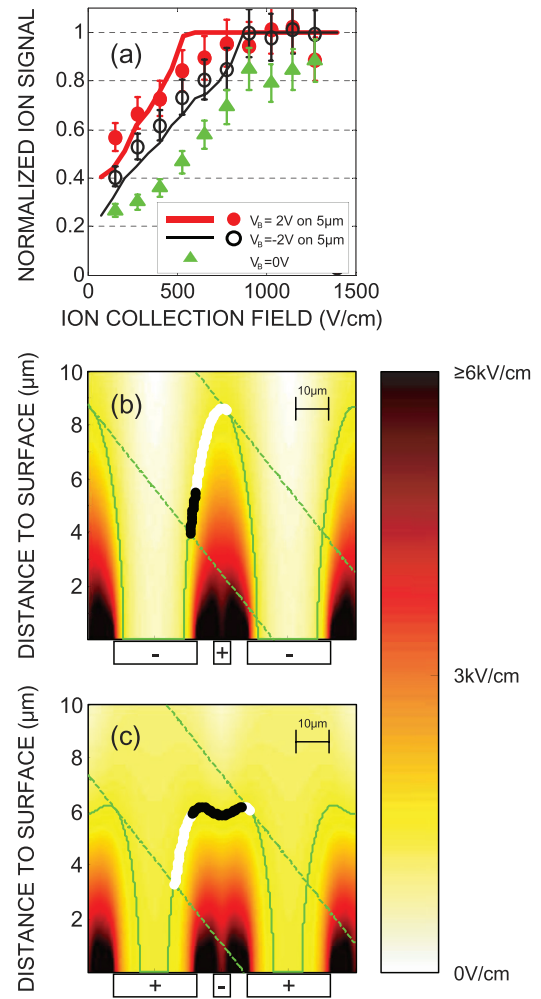 (a)
NORMALIZED ION SIGNAL
1
0.8
0.6
0.4
0.2
0
V_B = 2V on 5µm
V_B=-2V on 5µm
V_B=0V
0 500 1000 1500
ION COLLECTION FIELD (V/cm)
(b)
10µm
DISTANCE TO SURFACE (µm)
10
8
6
4
2
- + -
≥6kV/cm
3kV/cm
0V/cm
(c)
10µm
DISTANCE TO SURFACE (µm)
10
8
6
4
2
+ - +